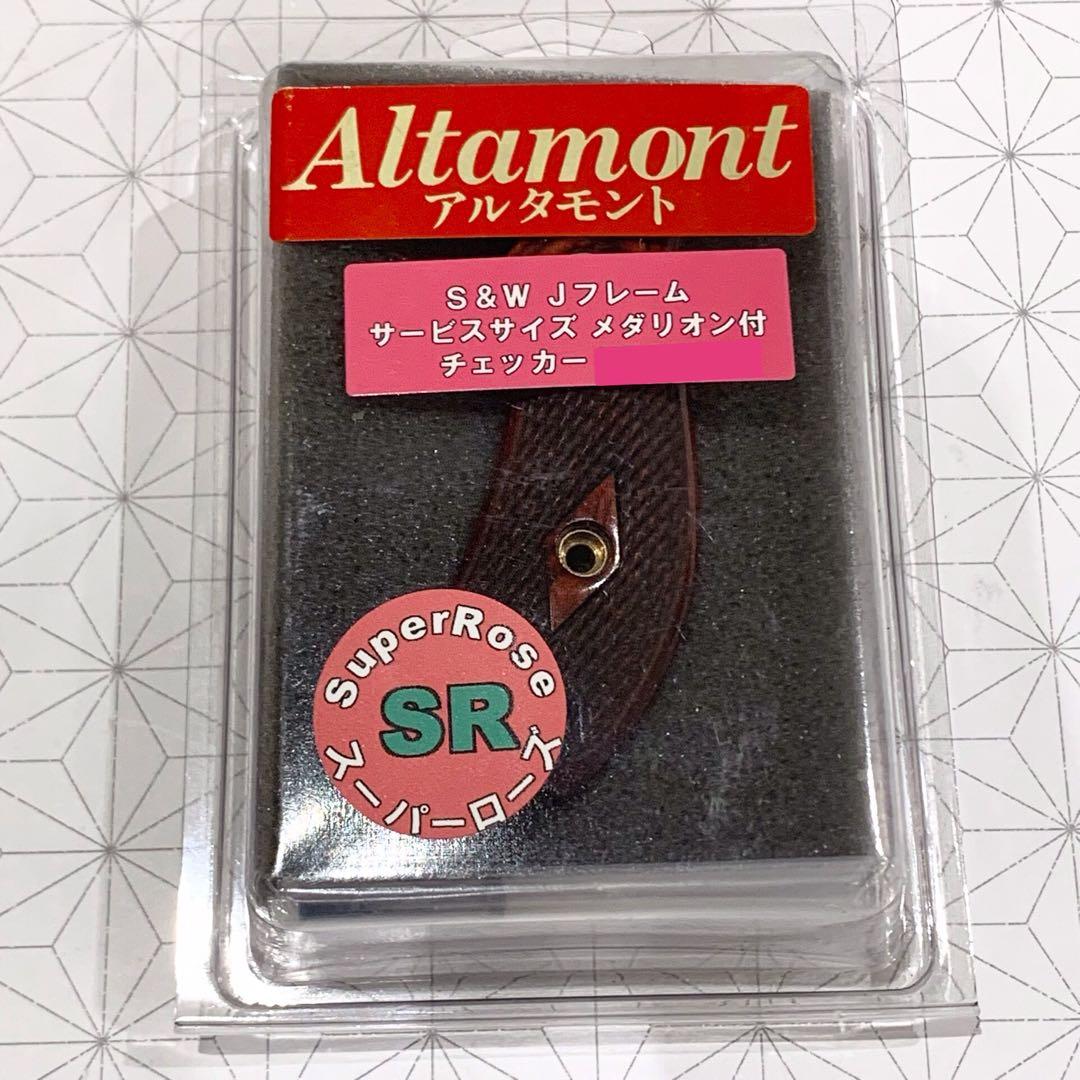 Altamont
アルタモント
S&W Jフレーム
サービスサイズ メダリオン付
チェッカー
SuperRose
SR
スーパーローズ